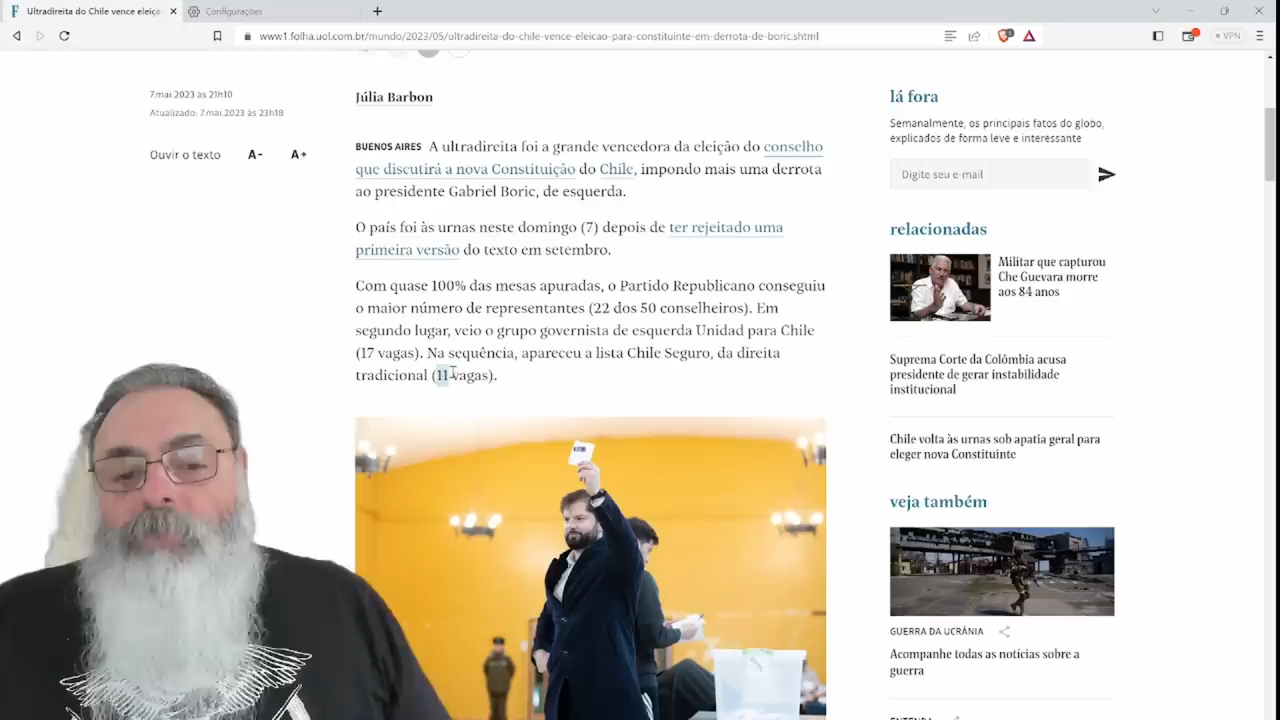 Ultradireita do Chile vence eleiç
Configurações
www1.folha.uol.com.br/mundo/2023/05/ultradireita-do-chile-vence-eleicao-para-constituinte-em-derrota-de-boric.shtml
VPN
7.mai.2023 às 21h10
Atualizado: 7.mai.2023 às 23h18
Ouvir o texto A- A+
Júlia Barbon
BUENOS AIRES A ultradireita foi a grande vencedora da eleição do conselho
que discutirá a nova Constituição do Chile, impondo mais uma derrota
ao presidente Gabriel Boric, de esquerda.
O país foi às urnas neste domingo (7) depois de ter rejeitado uma
primeira versão do texto em setembro.
Com quase 100% das mesas apuradas, o Partido Republicano conseguiu
o maior número de representantes (22 dos 50 conselheiros). Em
segundo lugar, veio o grupo governista de esquerda Unidad para Chile
(17 vagas). Na sequência, apareceu a lista Chile Seguro, da direita
tradicional (11 vagas).
lá fora
Semanalmente, os principais fatos do globo,
explicados de forma leve e interessante
Digite seu e-mail
relacionadas
Militar que capturou
Che Guevara morre
aos 84 anos
Suprema Corte da Colômbia acusa
presidente de gerar instabilidade
institucional
Chile volta às urnas sob apatia geral para
eleger nova Constituinte
veja também
GUERRA DA UCRÂNIA
Acompanhe todas as notícias sobre a
guerra